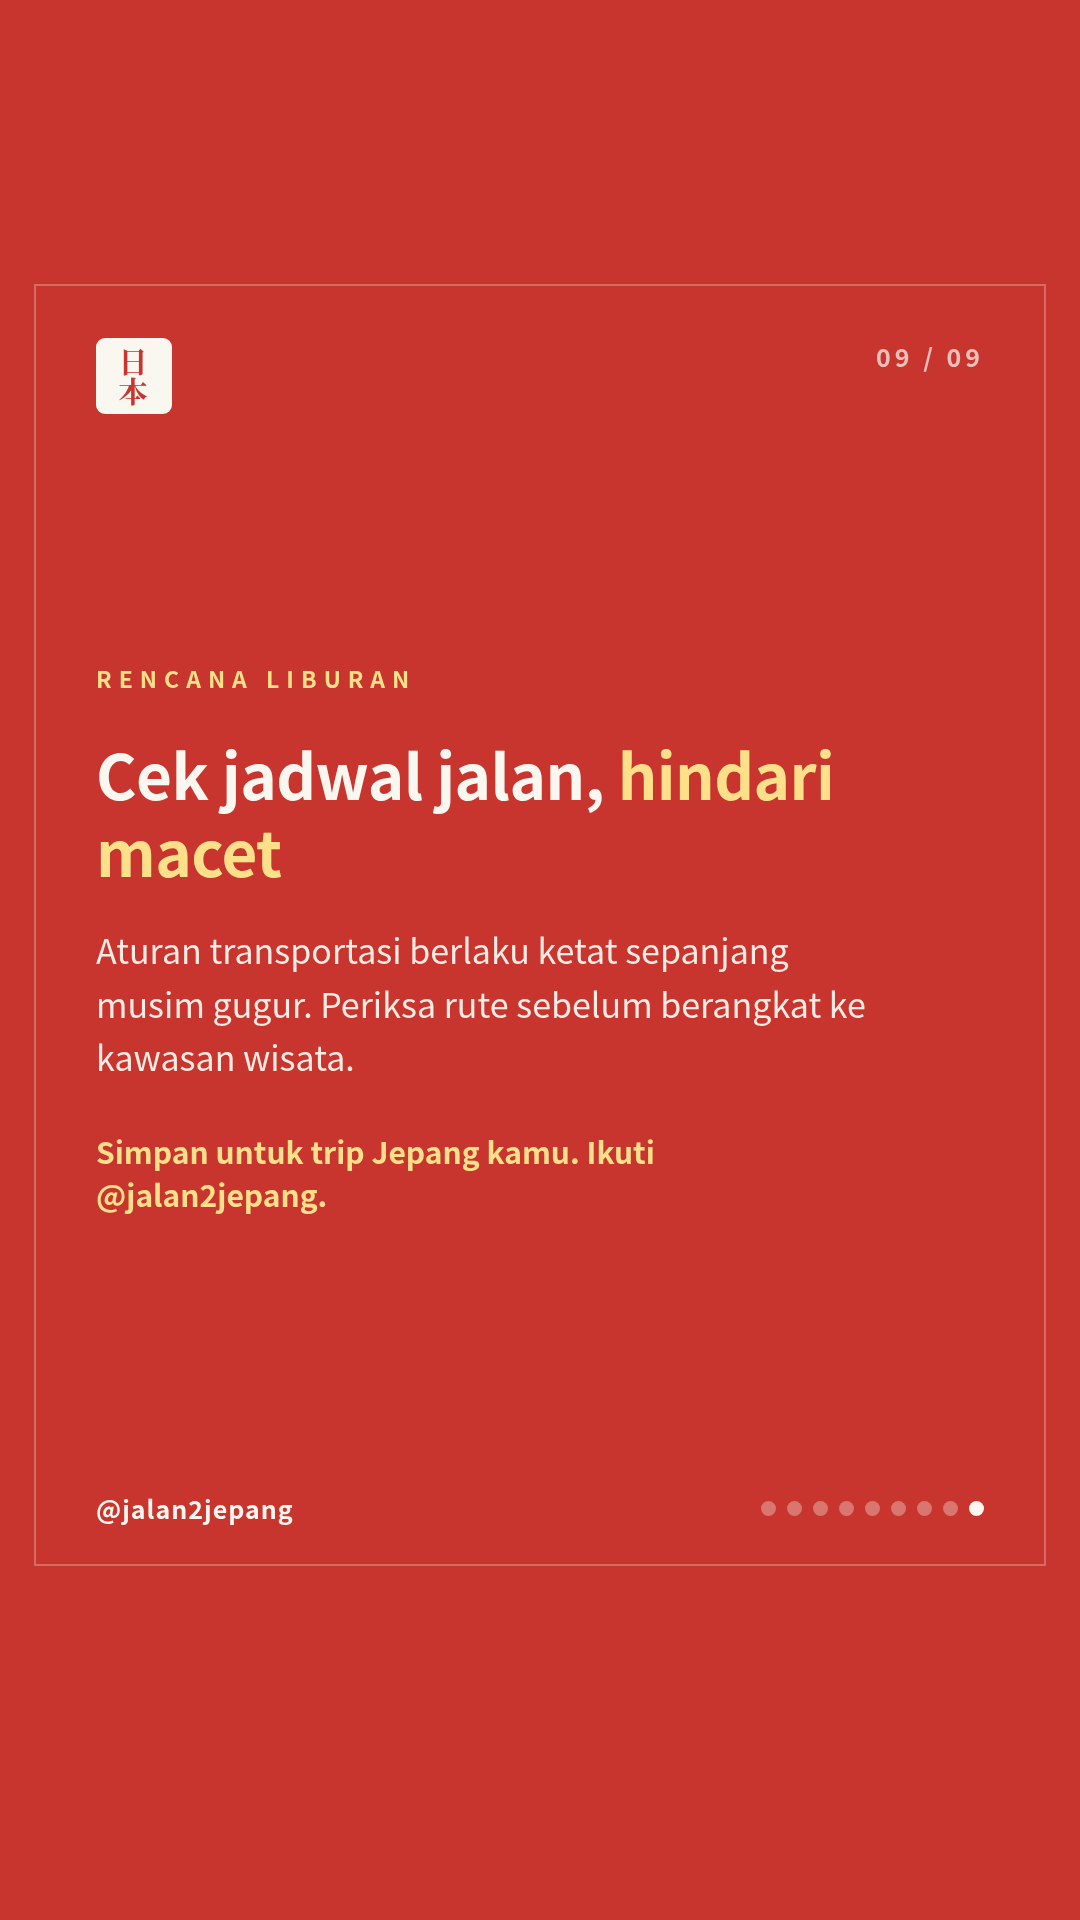 日
本
09 / 09
RENCANA LIBURAN
Cek jadwal jalan, hindari
macet
Aturan transportasi berlaku ketat sepanjang
musim gugur. Periksa rute sebelum berangkat ke
kawasan wisata.
Simpan untuk trip Jepang kamu. Ikuti
@jalan2jepang.
@jalan2jepang